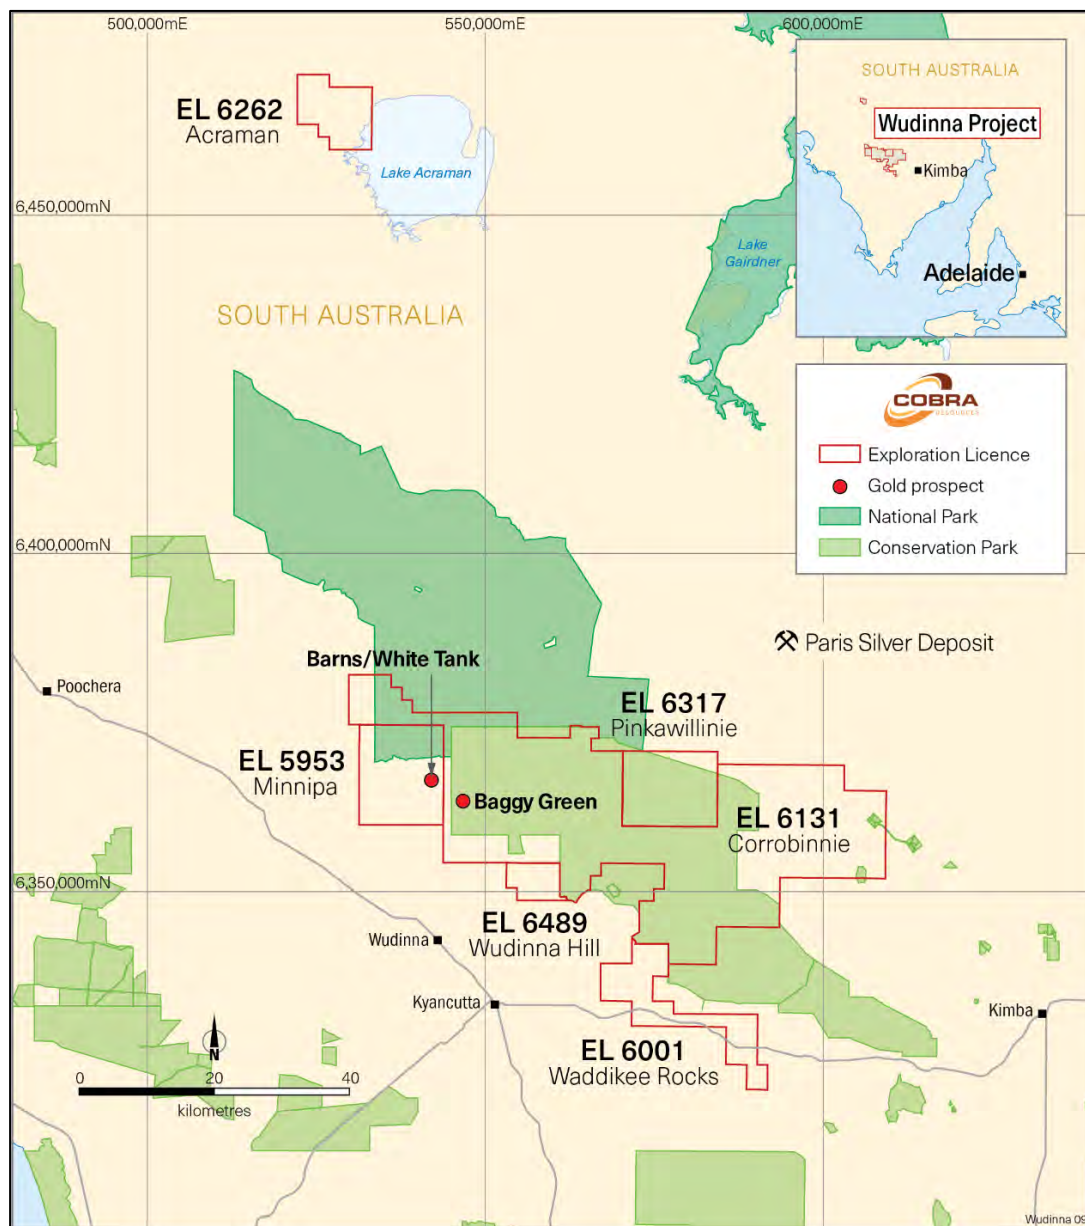 500,000mE
550,000mE
600,000mE
EL 6262
Acraman
Lake Acraman
6,450,000mN
Lake
Gairdner
SOUTH AUSTRALIA
SOUTH AUSTRALIA
Wudinna Project
Kimba
Adelaide
COBRA
RESOURCES
Exploration Licence
Gold prospect
National Park
Conservation Park
6,400,000mN
Paris Silver Deposit
Barns/White Tank
Poochera
EL 6317
Pinkawillinie
EL 5953
Minnipa
Baggy Green
EL 6131
Corrobinnie
6,350,000mN
EL 6489
Wudinna Hill
Wudinna
Kyancutta
Kimba
EL 6001
Waddikee Rocks
N
0 20 40
kilometres
Wudinna 09